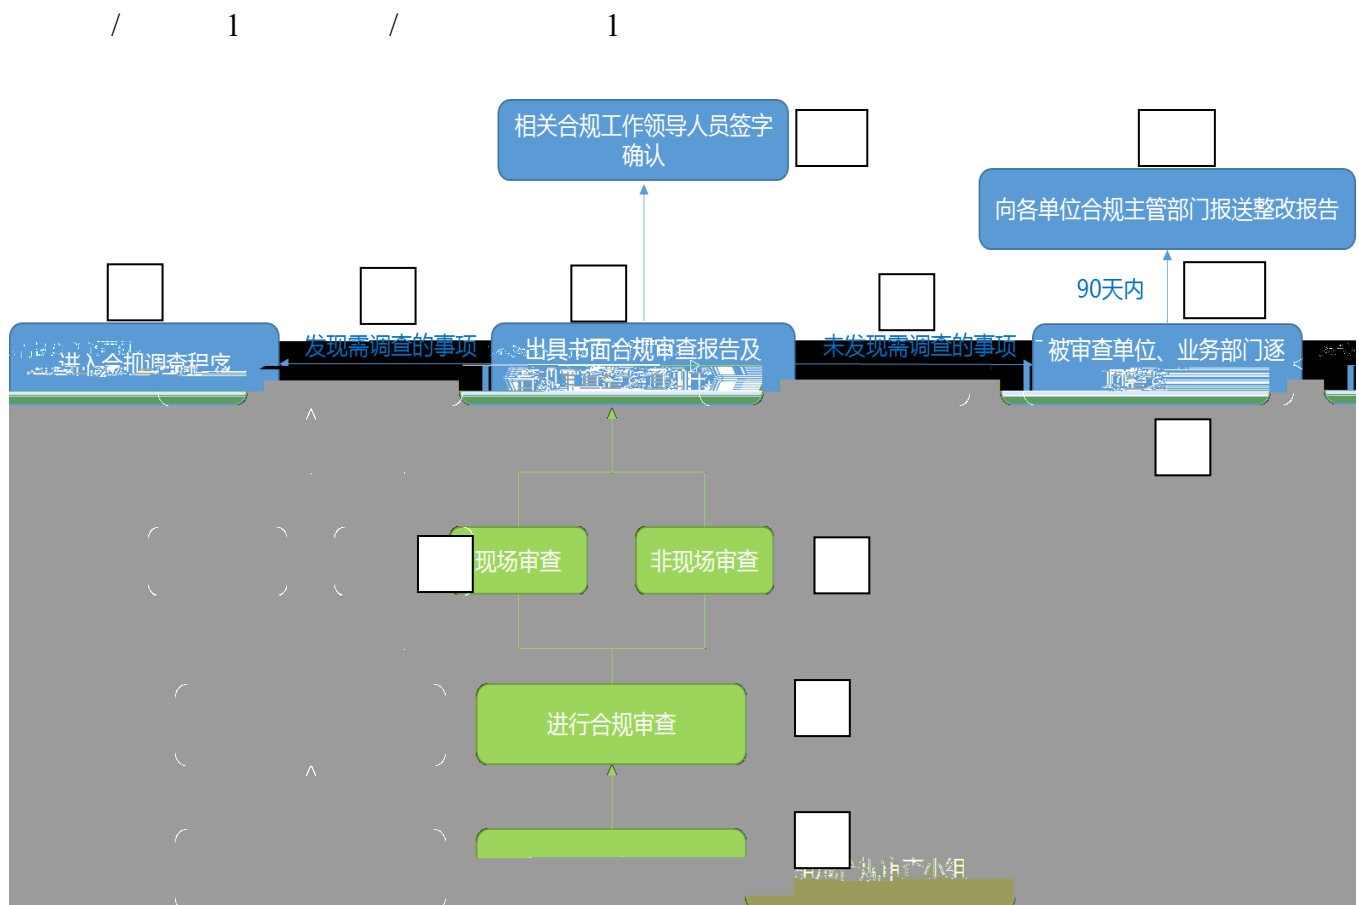 / 1 / 1
相关合规工作领导人员签字
确认
向各单位合规主管部门报送整改报告
90天内
进入合规调查程序
发现需调查的事项
出具书面合规审查报告及
未发现需调查的事项
被审查单位、业务部门逐
现场审查
非现场审查
进行合规审查
小组